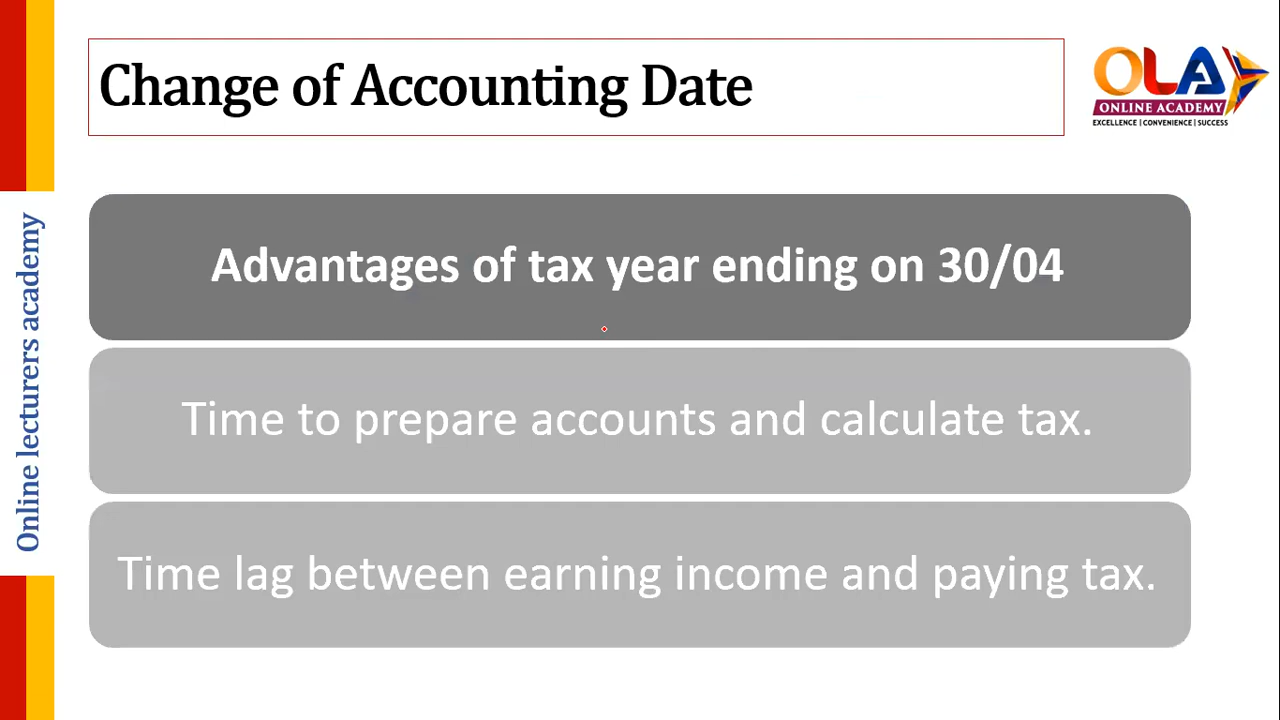 Change of Accounting Date
OLA
ONLINE ACADEMY
EXCELLENCE | CONVENIENCE | SUCCESS
Online lecturers academy
Advantages of tax year ending on 30/04
Time to prepare accounts and calculate tax.
Time lag between earning income and paying tax.